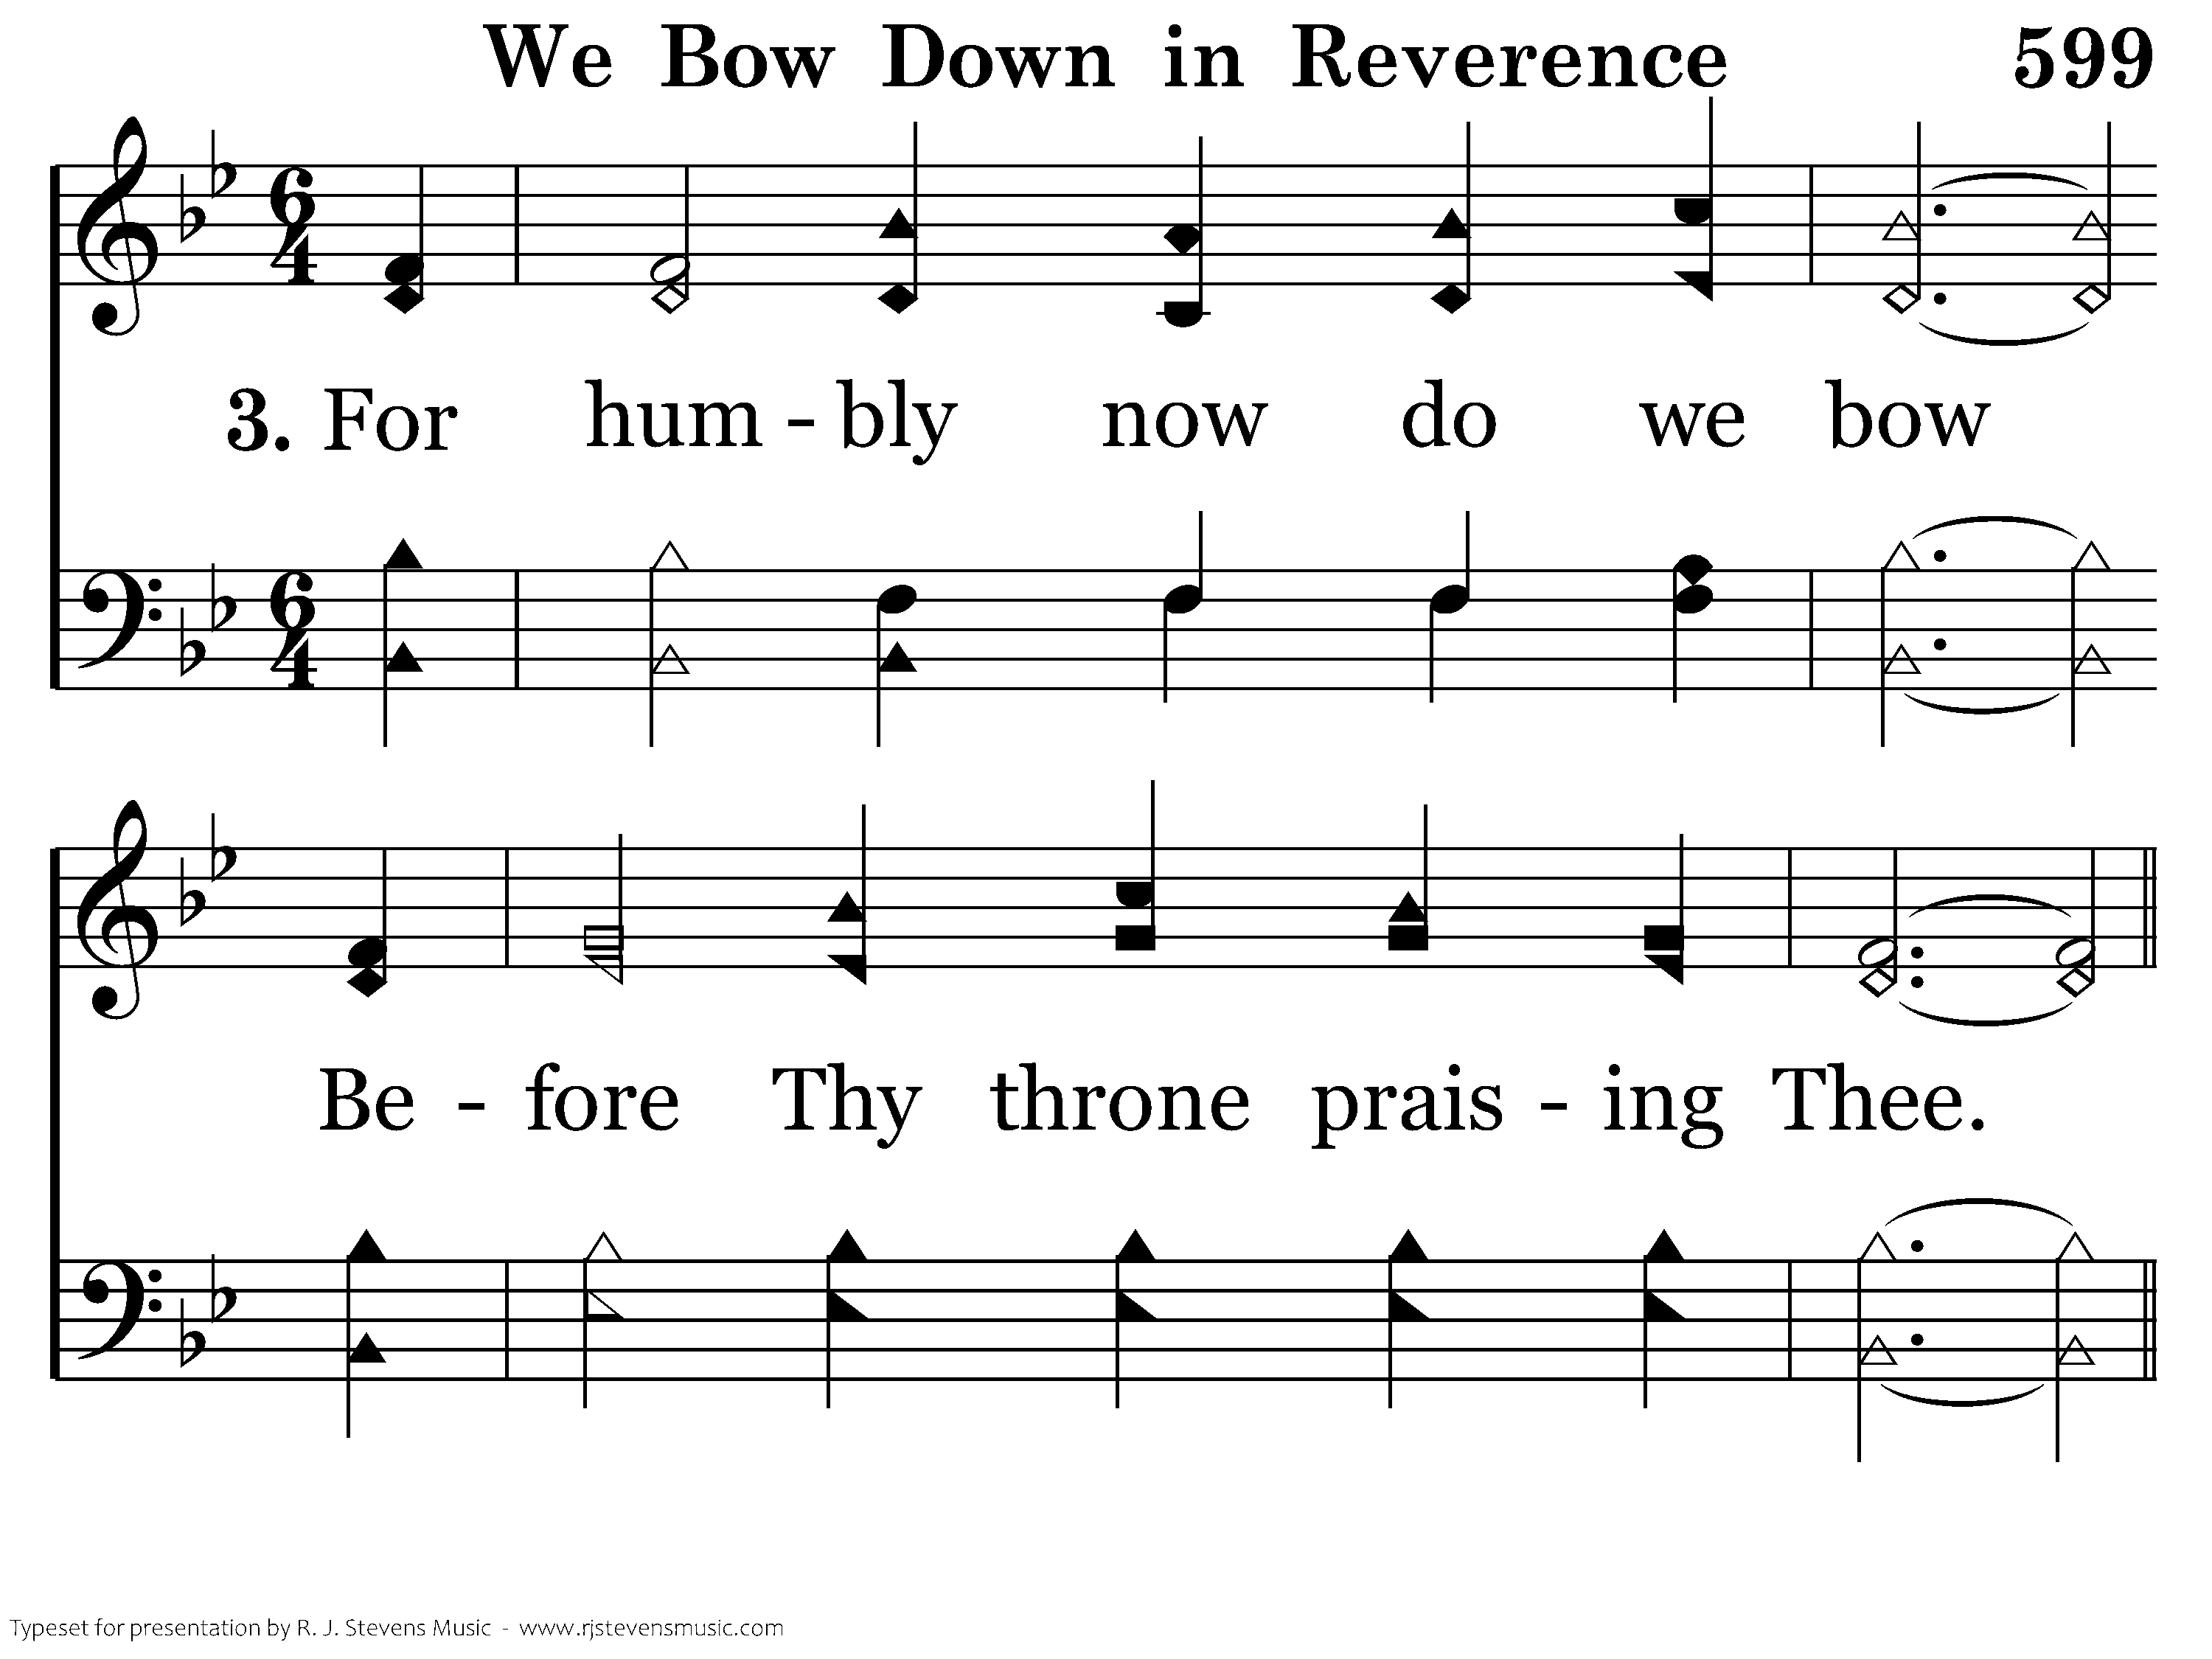 We Bow Down in Reverence 599
3. For hum - bly now do we bow
Be - fore Thy throne prais - ing Thee.
Typeset for presentation by R. J. Stevens Music - www.rjstevensmusic.com